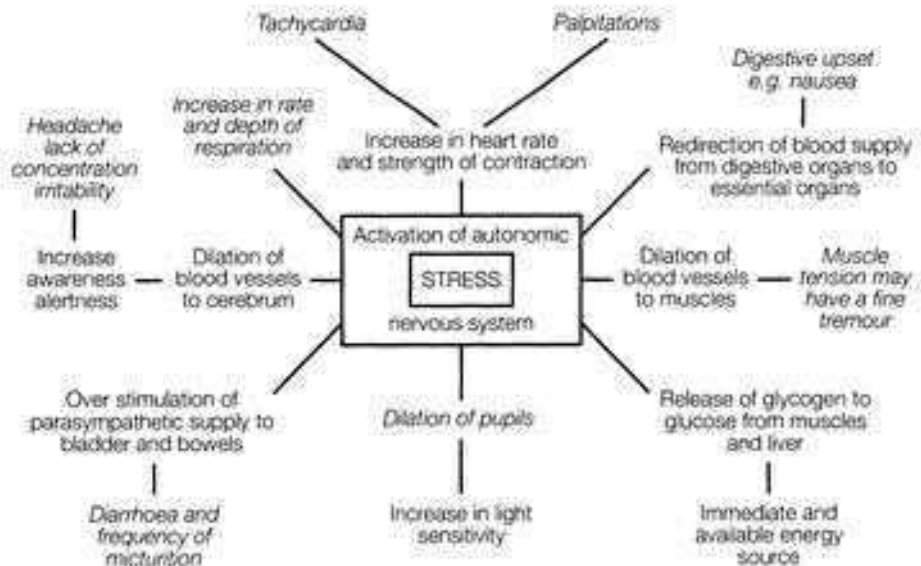 Tachycardia
Palpitations
Digestive upset
e.g. nausea
Increase in rate
and depth of
respiration
Headache
lack of
concentration
irritability
Increase in heart rate
and strength of contraction
Redirection of blood supply
from digestive organs to
essential organs
Activation of autonomic
STRESS
nervous system
Increase
awareness
alertness
Dilation of
blood vessels
to cerebrum
Dilation of
blood vessels
to muscles
Muscle
tension may
have a fine
tremour
Over stimulation of
parasympathetic supply to
bladder and bowels
Dilation of pupils
Release of glycogen to
glucose from muscles
and liver
Diarrhoea and
frequency of
micturition
Increase in light
sensitivity
Immediate and
available energy
source